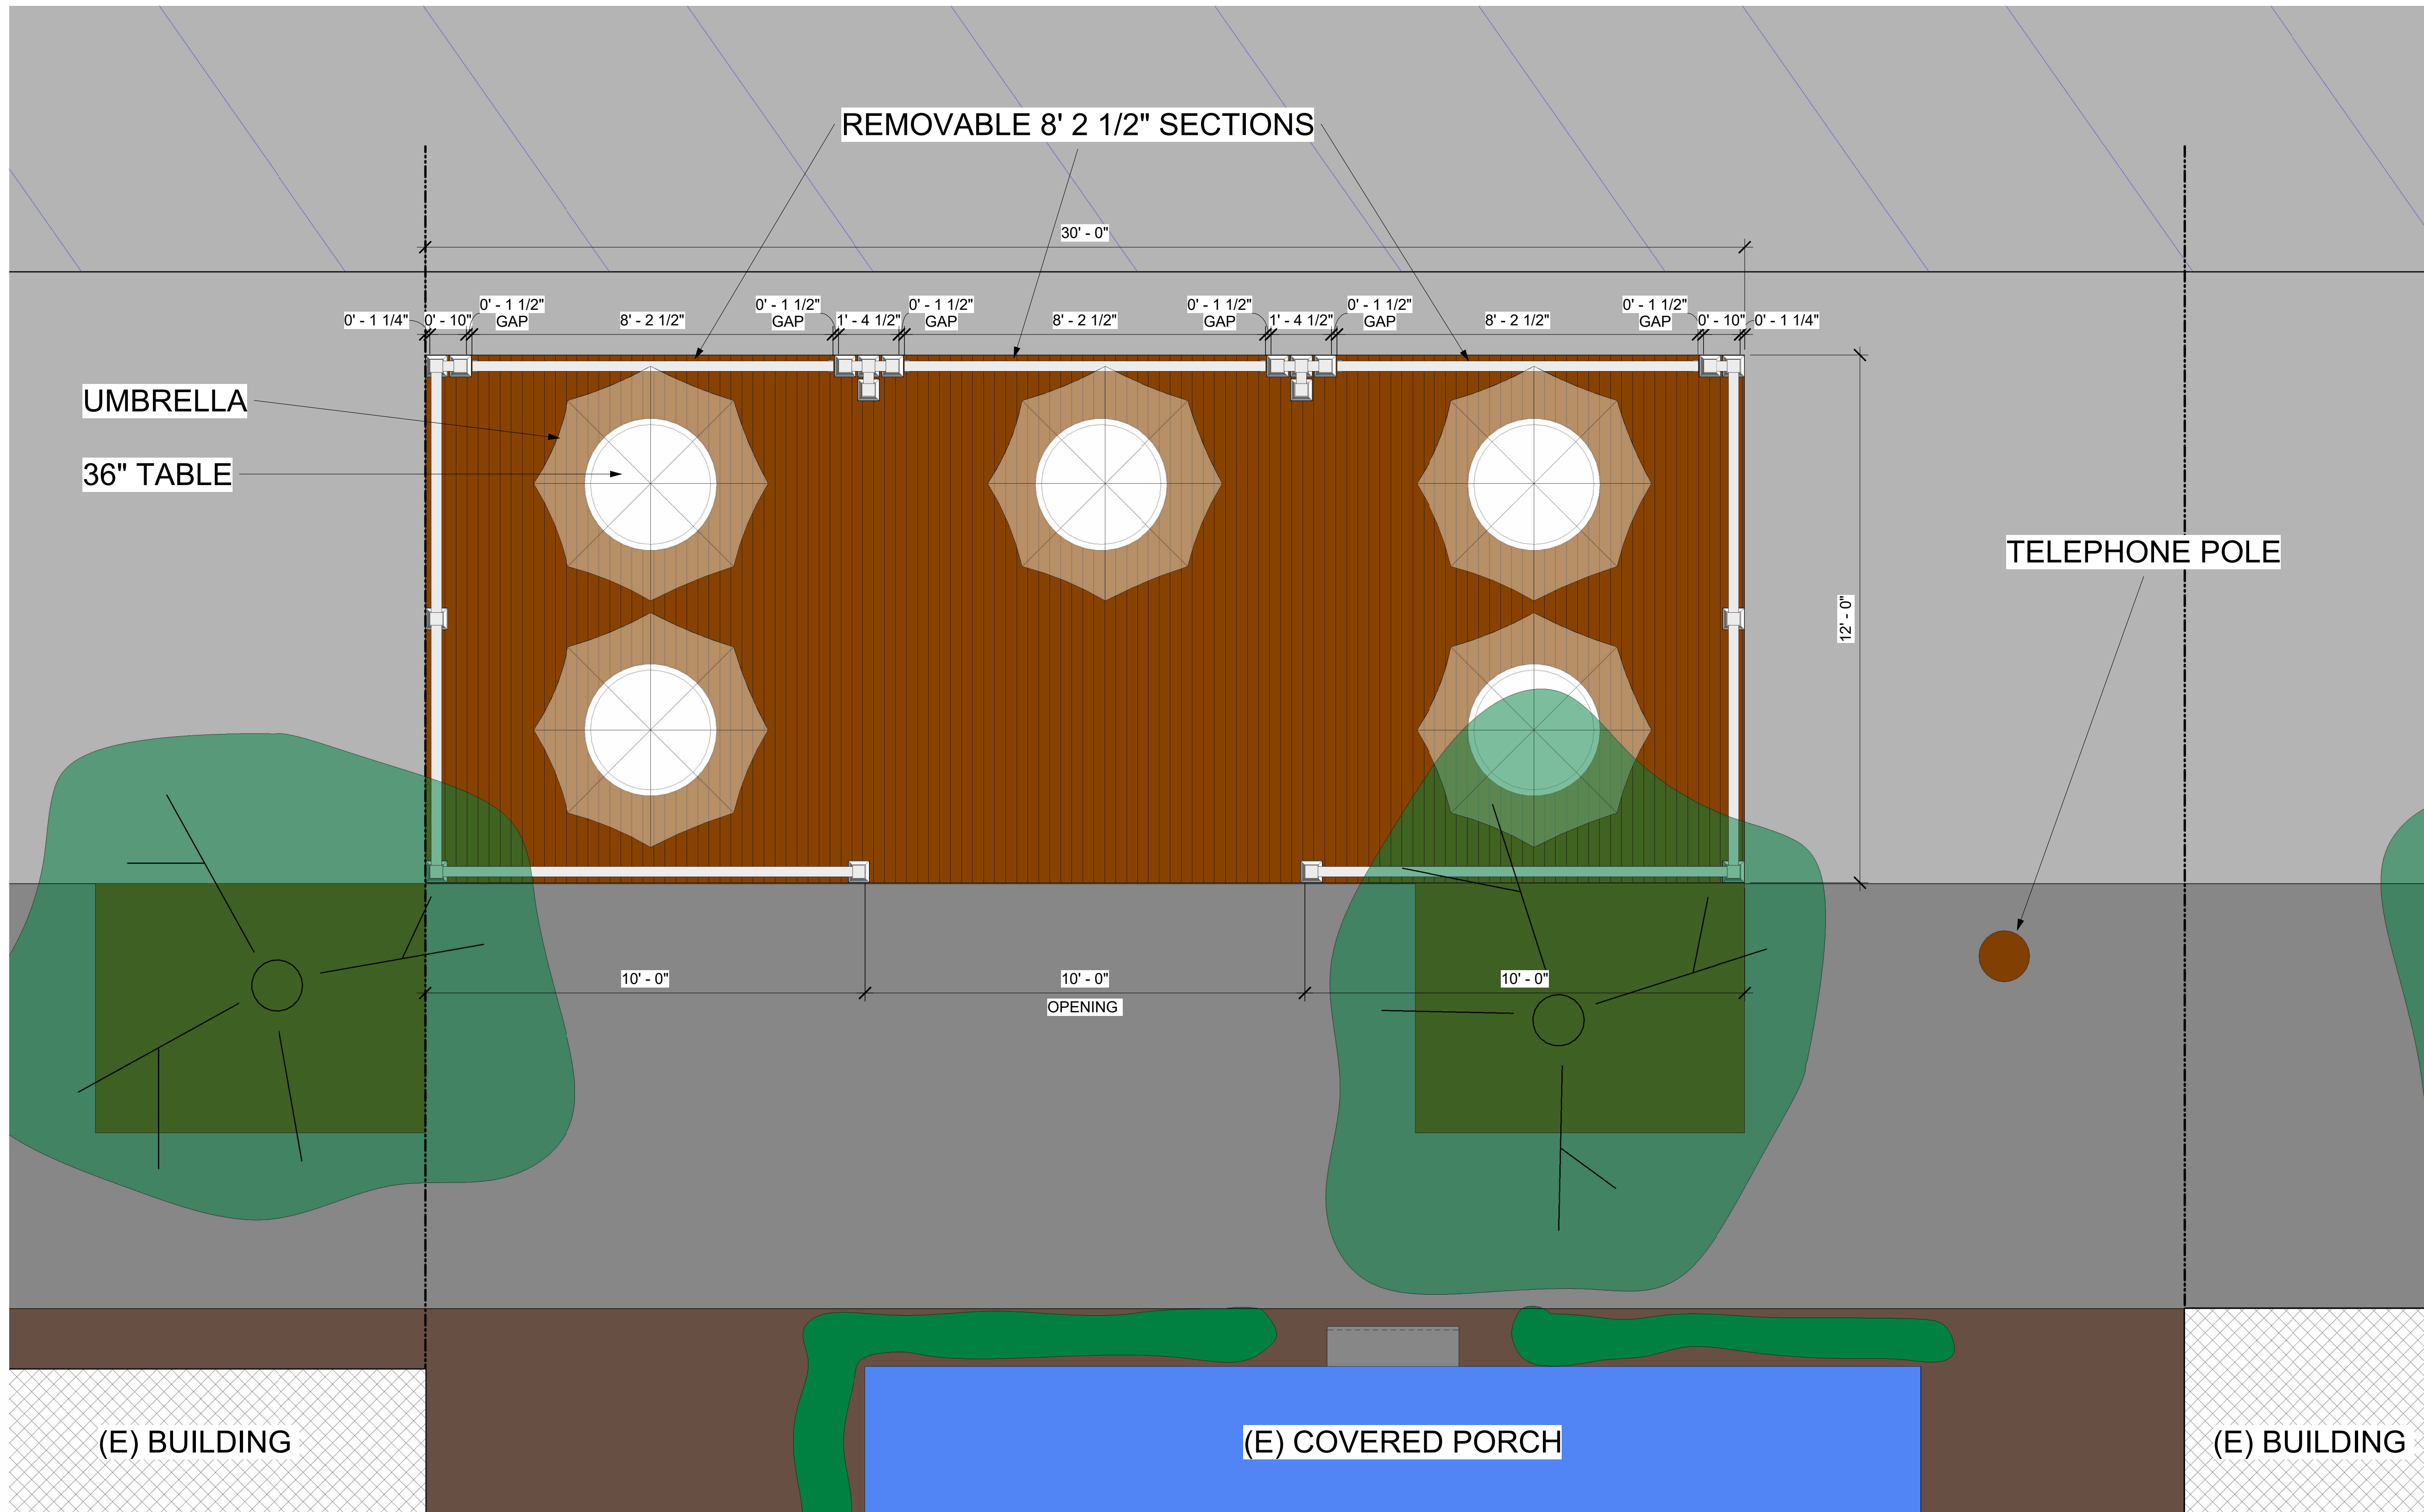 REMOVABLE 8' 2 1/2" SECTIONS
30' - 0"
0' - 1 1/4"
0' - 10"
0' - 1 1/2"
GAP
8' - 2 1/2"
0' - 1 1/2"
GAP
1' - 4 1/2"
0' - 1 1/2"
GAP
8' - 2 1/2"
0' - 1 1/2"
GAP
1' - 4 1/2"
0' - 1 1/2"
GAP
8' - 2 1/2"
0' - 1 1/2"
GAP
0' - 10"
0' - 1 1/4"
UMBRELLA
36" TABLE
TELEPHONE POLE
12' - 0"
10' - 0"
10' - 0"
OPENING
10' - 0"
(E) BUILDING
(E) COVERED PORCH
(E) BUILDING